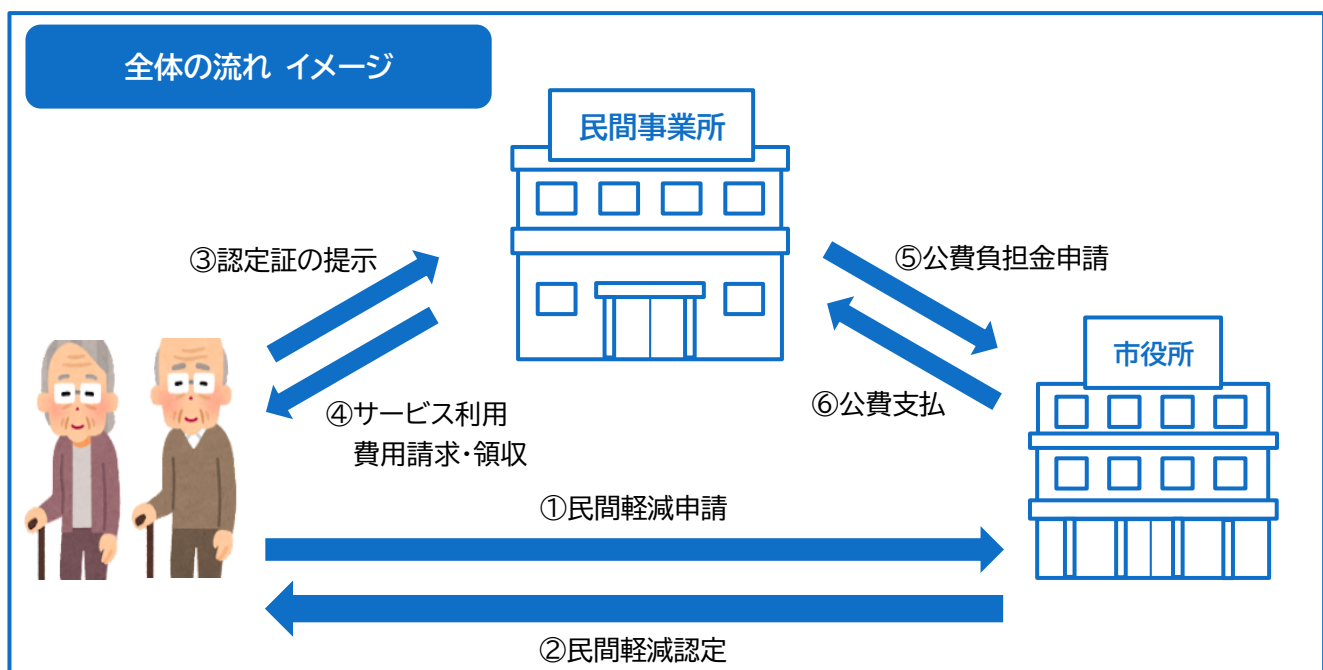 全体の流れ イメージ
民間事業所
③認定証の提示
⑤公費負担金申請
市役所
④サービス利用
費用請求・領収
⑥公費支払
①民間軽減申請
②民間軽減認定